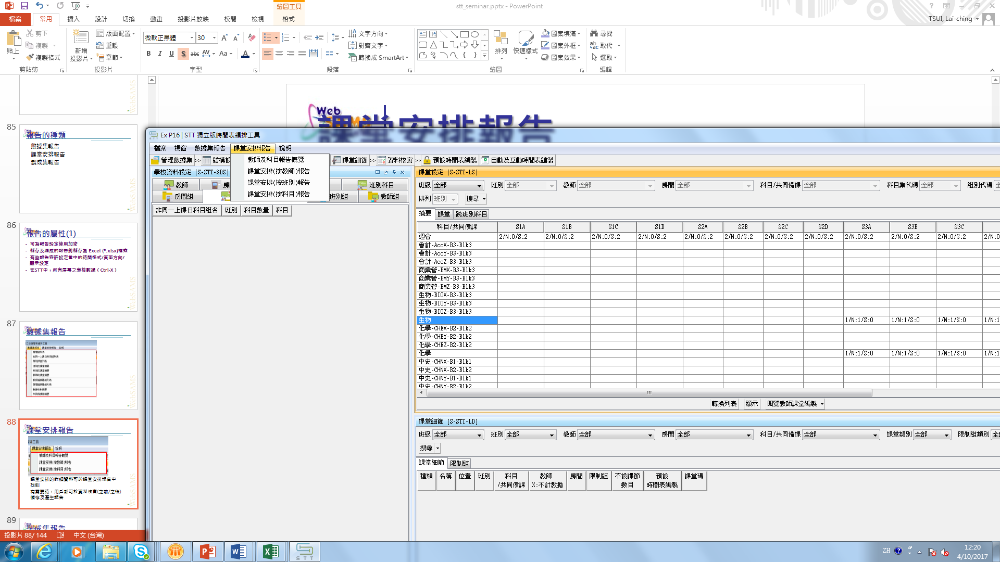 stt_seminar.pptx - PowerPoint
繪圖工具
檔案 常用 插入 設計 切換 動畫 投影片放映 校閱 檢視 格式
TSUI, Lai-ching
貼上 剪下 複製 複製格式 剪貼簿
新增投影片 版面配置 重設 章節 投影片
微軟正黑體 30
B I U S abc AV Aa A 字型
文字方向 對齊文字 轉換成 SmartArt 段落
排列 快速樣式 圖案填滿 圖案外框 圖案效果 繪圖
尋找 取代 選取 編輯
85
報告的種類
數據集報告
課堂安排報告
製成集報告
86
報告的屬性(1)
- 可為報告設定使用加密
- 儲存及編成的報告將儲存為 Excel (*.xlsx)檔案
- 有些報告容許設定當中的時間格式/頁面方向/
顯示設定
- 在STT中，所有屏幕之表格數據 ( Ctrl-X )
87
數據集報告
88
課堂安排報告
課堂安排報告 說明
教師及科目報告概覽
課堂安排(按教師)報告
課堂安排(按科目)報告
課堂安排的詳細資料可於課堂安排報告中
找到
有需要時，用戶都可於資料核實(之前/之後)
儲存及產生報告
89
製成集報告
WebSAMS
投影片 88/ 144 中文 (台灣)
Web
課堂安排報告
Ex P16 | STT 獨立版時間表編排工具
檔案 視窗 數據集報告 課堂安排報告 說明
教師及科目報告概覽
課堂安排(按教師)報告
課堂安排(按班別)報告
課堂安排(按科目)報告
管理數據集 >> 結構設 課堂細節 >> 資料核實 >> 預設時間表編製 自動及互動時間表編製
學校資料設定 [S-STT-SDS]
教師 房 班別科目
房間組 班別組 教師組
非同一上課日科目組名 班別 科目數量 科目
課堂設定 [S-STT-LS]
班級 全部 班別 全部 教師 全部 房間 全部 科目/共同備課 全部 科目集代碼 全部 組別代碼
排列 班別 搜尋
摘要 課堂 跨班別科目
科目/共同備課 S1A S1B S1C S1D S2A S2B S2C S2D S3A S3B S3C
週會 2/N:0/S:2 2/N:0/S:2 2/N:0/S:2 2/N:0/S:2 2/N:0/S:2 2/N:0/S:2 2/N:0/S:2 2/N:0/S:2 2/N:0/S:2 2/N:0/S:2 2/N:0/S:2 2/N:0
會計-AccX-B3-Blk3
會計-AccY-B3-Blk3
會計-AccZ-B3-Blk3
商業管-BMX-B3-Blk3
商業管-BMY-B3-Blk3
商業管-BMZ-B3-Blk3
生物-BIOX-B3-Blk3
生物-BIOY-B3-Blk3
生物-BIOZ-B3-Blk3
生物 1/N:1/S:0 1/N:1/S:0 1/N:1/S:0 1/N:1
化學-CHEX-B2-Blk2
化學-CHEY-B2-Blk2
化學-CHEZ-B2-Blk2
化學 1/N:1/S:0 1/N:1/S:0 1/N:1/S:0 1/N:1
中史-CHNX-B1-Blk1
中史-CHNX-B2-Blk2
中史-CHNY-B1-Blk1
中史-CHNY-B2-Blk2
轉換列表 顯示 閱覽教師課堂編製
課堂細節 [S-STT-LD]
班級 全部 班別 全部 教師 全部 房間 全部 科目/共同備課 全部 課堂類別 全部 限制組類別
搜尋
課堂細節 限制組
種類 名稱 位置 班別 科目/共同備課 教師 X:不計教擔 房間 限制組 不設課節數目 預設時間表編製 課堂碼
STT
ZH
12:20
4/10/2017